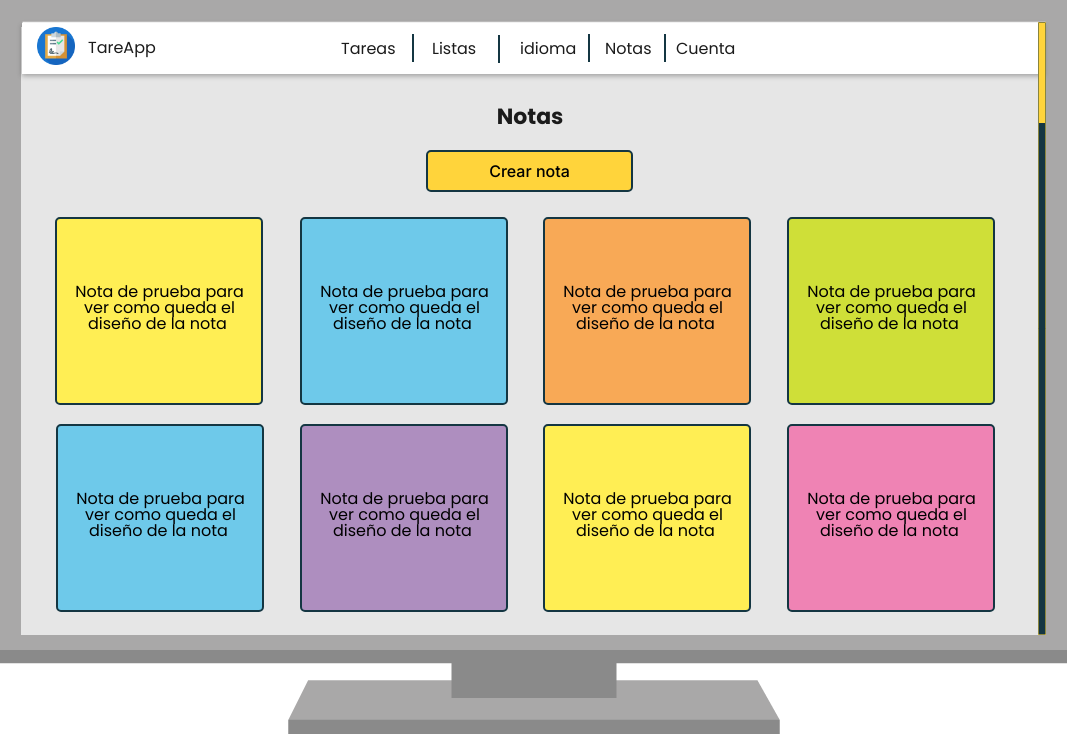 TareApp
Tareas
Listas
idioma
Notas
Cuenta
Notas
Crear nota
Nota de prueba para
ver como queda el
diseño de la nota
Nota de prueba para
ver como queda el
diseño de la nota
Nota de prueba para
ver como queda el
diseño de la nota
Nota de prueba para
ver como queda el
diseño de la nota
Nota de prueba para
ver como queda el
diseño de la nota
Nota de prueba para
ver como queda el
diseño de la nota
Nota de prueba para
ver como queda el
diseño de la nota
Nota de prueba para
ver como queda el
diseño de la nota